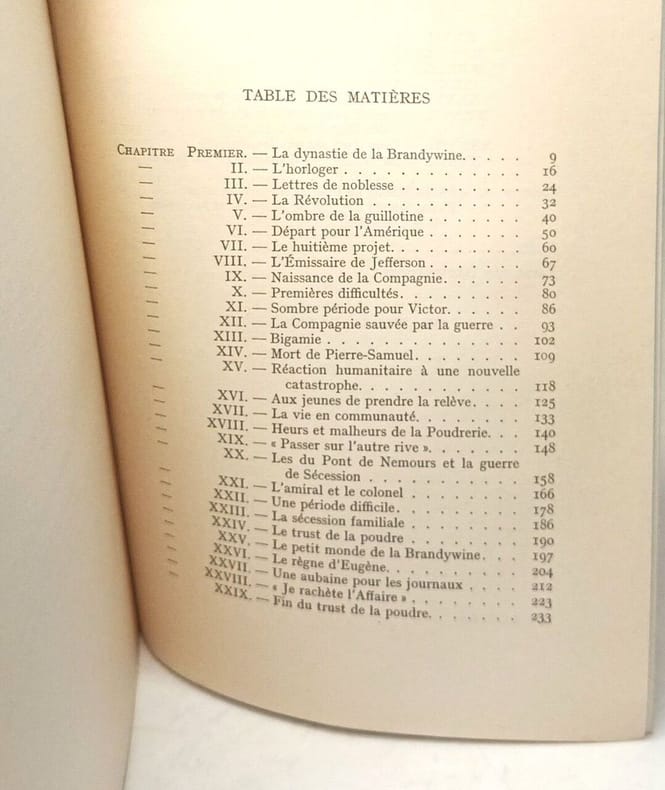 TABLE DES MATIÈRES
CHAPITRE PREMIER. — La dynastie de la Brandywine. . . . . 9
— II. — L'horloger . . . . . . . . . . . . . 16
— III. — Lettres de noblesse . . . . . . . . . 24
— IV. — La Révolution . . . . . . . . . . . 32
— V. — L'ombre de la guillotine . . . . . . . 40
— VI. — Départ pour l'Amérique . . . . . . . 50
— VII. — Le huitième projet. . . . . . . . . . 60
— VIII. — L'Émissaire de Jefferson . . . . . . . 67
— IX. — Naissance de la Compagnie. . . . . . 73
— X. — Premières difficultés. . . . . . . . . 80
— XI. — Sombre période pour Victor. . . . . . 86
— XII. — La Compagnie sauvée par la guerre . . 93
— XIII. — Bigamie . . . . . . . . . . . . . . 102
— XIV. — Mort de Pierre-Samuel. . . . . . . . 109
— XV. — Réaction humanitaire à une nouvelle
catastrophe. . . . . . . . . . . . 118
— XVI. — Aux jeunes de prendre la relève. . . . 125
— XVII. — La vie en communauté. . . . . . . . 133
— XVIII. — Heurs et malheurs de la Poudrerie. . . 140
— XIX. — « Passer sur l'autre rive ». . . . . . . 148
— XX. — Les du Pont de Nemours et la guerre
de Sécession . . . . . . . . . . . 158
— XXI. — L'amiral et le colonel . . . . . . . . 166
— XXII. — Une période difficile. . . . . . . . . 178
— XXIII. — La sécession familiale . . . . . . . . 186
— XXIV. — Le trust de la poudre . . . . . . . . 190
— XXV. — Le petit monde de la Brandywine. . . 197
— XXVI. — Le règne d'Eugène. . . . . . . . . . 204
— XXVII. — Une aubaine pour les journaux . . . . 212
— XXVIII. — « Je rachète l'Affaire » . . . . . . . . 223
— XXIX. — Fin du trust de la poudre. . . . . . . 233